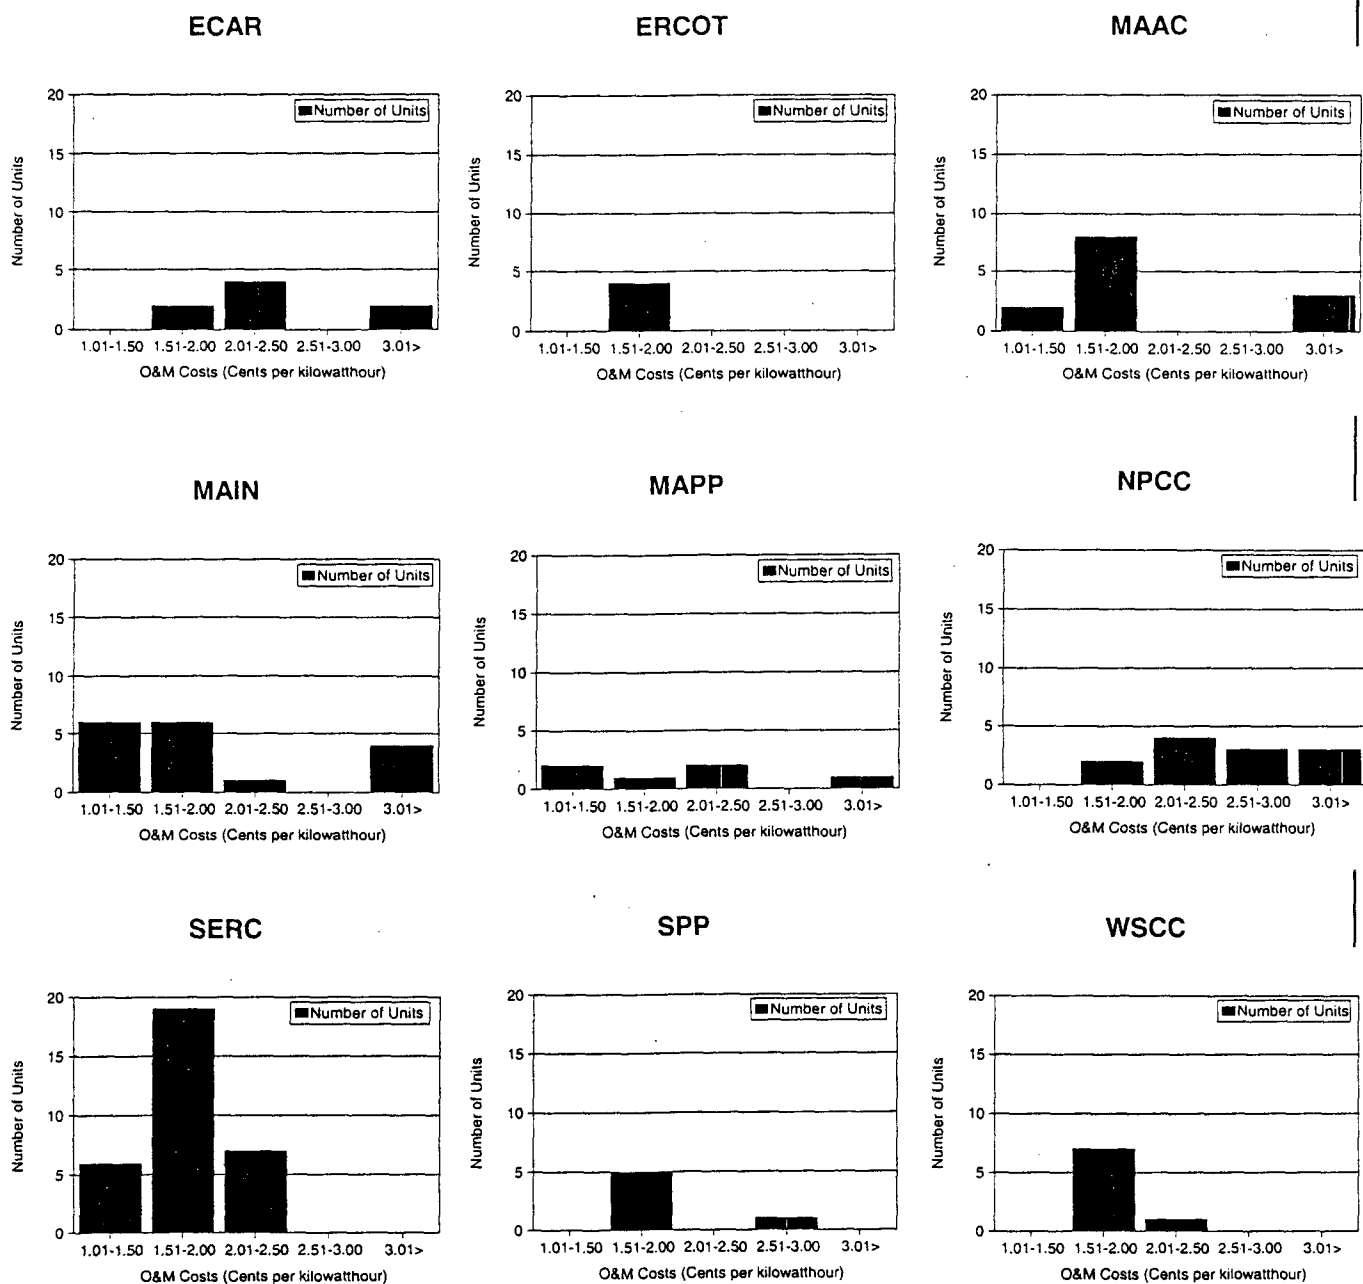 ECAR
ERCOT
MAAC
20
15
10
5
0
Number of Units
Number of Units
1.01-1.50 1.51-2.00 2.01-2.50 2.51-3.00 3.01>
O&M Costs (Cents per kilowatthour)
20
15
10
5
0
Number of Units
Number of Units
1.01-1.50 1.51-2.00 2.01-2.50 2.51-3.00 3.01>
O&M Costs (Cents per kilowatthour)
20
15
10
5
0
Number of Units
Number of Units
1.01-1.50 1.51-2.00 2.01-2.50 2.51-3.00 3.01>
O&M Costs (Cents per kilowatthour)
MAIN
MAPP
NPCC
20
15
10
5
0
Number of Units
Number of Units
1.01-1.50 1.51-2.00 2.01-2.50 2.51-3.00 3.01>
O&M Costs (Cents per kilowatthour)
20
15
10
5
0
Number of Units
Number of Units
1.01-1.50 1.51-2.00 2.01-2.50 2.51-3.00 3.01>
O&M Costs (Cents per kilowatthour)
20
15
10
5
0
Number of Units
Number of Units
1.01-1.50 1.51-2.00 2.01-2.50 2.51-3.00 3.01>
O&M Costs (Cents per kilowatthour)
SERC
SPP
WSCC
20
15
10
5
0
Number of Units
Number of Units
1.01-1.50 1.51-2.00 2.01-2.50 2.51-3.00 3.01>
O&M Costs (Cents per kilowatthour)
20
15
10
5
0
Number of Units
Number of Units
1.01-1.50 1.51-2.00 2.01-2.50 2.51-3.00 3.01>
O&M Costs (Cents per kilowatthour)
20
15
10
5
0
Number of Units
Number of Units
1.01-1.50 1.51-2.00 2.01-2.50 2.51-3.00 3.01>
O&M Costs (Cents per kilowatthour)